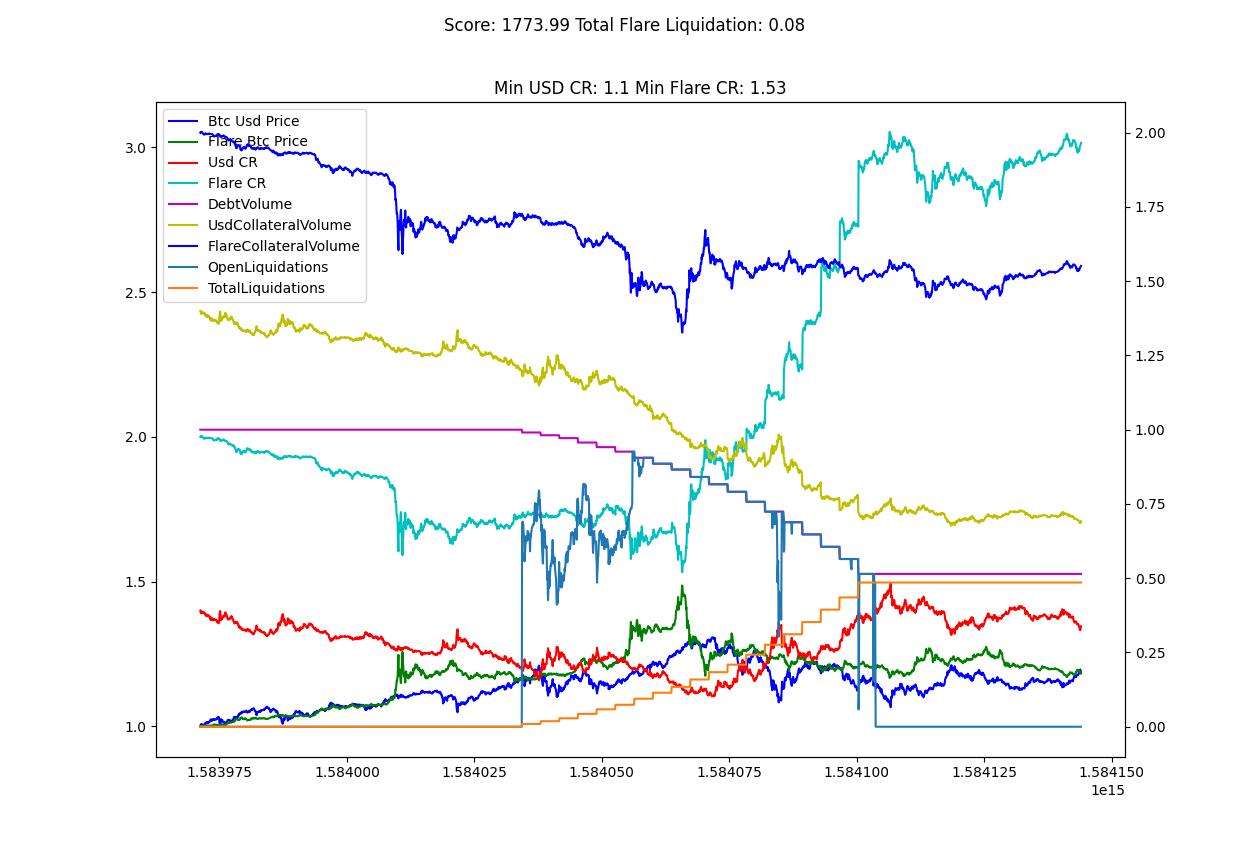 Score: 1773.99 Total Flare Liquidation: 0.08
Min USD CR: 1.1 Min Flare CR: 1.53
Btc Usd Price
Flare Btc Price
Usd CR
Flare CR
DebtVolume
UsdCollateralVolume
FlareCollateralVolume
OpenLiquidations
TotalLiquidations
3.0
2.5
2.0
1.5
1.0
2.00
1.75
1.50
1.25
1.00
0.75
0.50
0.25
0.00
1.583975 1.584000 1.584025 1.584050 1.584075 1.584100 1.584125 1.584150
1e15